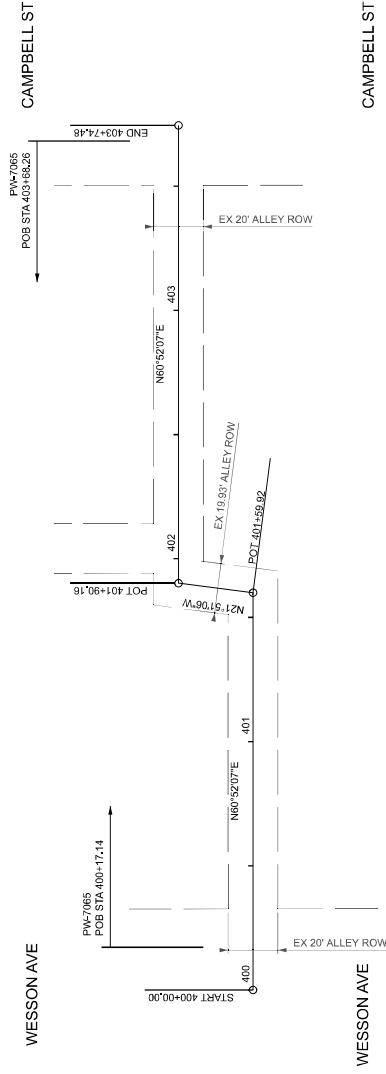 CAMPBELL ST
CAMPBELL ST
END 403+74.48
PW-7065
POB STA 403+68.26
EX 20' ALLEY ROW
403
N60°52'07"E
EX 19.93' ALLEY ROW
POT 401+59.92
402
POT 401+90.16
N21°51'06"W
401
N60°52'07"E
PW-7065
POB STA 400+17.14
EX 20' ALLEY ROW
400
START 400+00.00
WESSON AVE
WESSON AVE